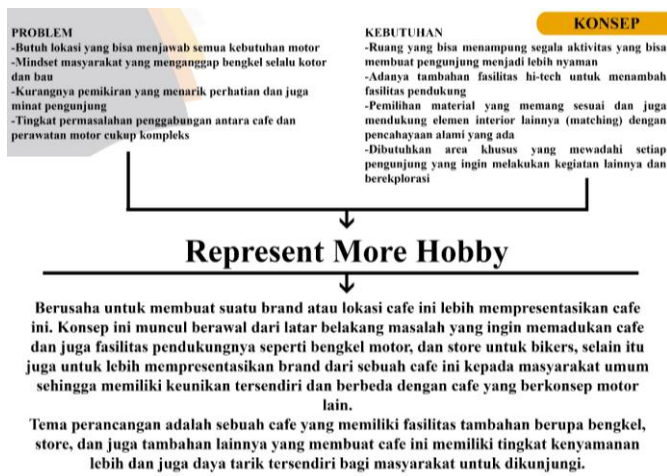 KONSEP
PROBLEM
-Butuh lokasi yang bisa menjawab semua kebutuhan motor
-Mindset masyarakat yang menganggap bengkel selalu kotor
dan bau
-Kurangnya pemikiran yang menarik perhatian dan juga
minat pengunjung
-Tingkat permasalahan penggabungan antara cafe dan
perawatan motor cukup kompleks
KEBUTUHAN
-Ruang yang bisa menampung segala aktivitas yang bisa
membuat pengunjung menjadi lebih nyaman
-Adanya tambahan fasilitas hi-tech untuk menambah
fasilitas pendukung
-Pemilihan material yang memang sesuai dan juga
mendukung elemen interior lainnya (matching) dengan
pencahayaan alami yang ada
-Dibutuhkan area khusus yang mewadahi setiap
pengunjung yang ingin melakukan kegiatan lainnya dan
berekplorasi
Represent More Hobby
Berusaha untuk membuat suatu brand atau lokasi cafe ini lebih mempresentasikan cafe
ini. Konsep ini muncul berawal dari latar belakang masalah yang ingin memadukan cafe
dan juga fasilitas pendukungnya seperti bengkel motor, dan store untuk bikers, selain itu
juga untuk lebih mempresentasikan brand dari sebuah cafe ini kepada masyarakat umum
sehingga memiliki keunikan tersendiri dan berbeda dengan cafe yang berkonsep motor
lain.
Tema perancangan adalah sebuah cafe yang memiliki fasilitas tambahan berupa bengkel,
store, dan juga tambahan lainnya yang membuat cafe ini memiliki tingkat kenyamanan
lebih dan juga daya tarik tersendiri bagi masyarakat untuk dikunjungi.